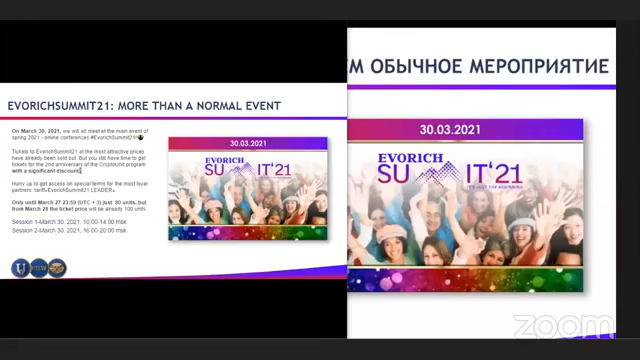 EVORICHSUMMIT21: MORE THAN A NORMAL EVENT
On March 30, 2021, we will all meet at the main event of
spring 2021 - online conferences #EvorichSummit21!
Tickets to EvorichSummit21 at the most attractive prices
have already been sold out. But you still have time to get
tickets for the 2nd anniversary of the CryptoUnit program
with a significant discount
Hurry up to get access on special terms for the most loyal
partners: tariff«EvorichSummit21 LEADER».
Only until March 27 23:59 (UTC + 3) just 80 units, but
from March 28 the ticket price will be already 100 units
Session 1-March 30, 2021, 10:00-14:00 msk
Session 2-March 30, 2021, 16:00-20:00 msk
30.03.2021
EVORICH
SU IT'21
ОБЫЧНОЕ МЕРОПРИЯТИЕ
30.03.2021
EVORICH
SU IT'21
IT'S JUST THE BEGINNING
zoom